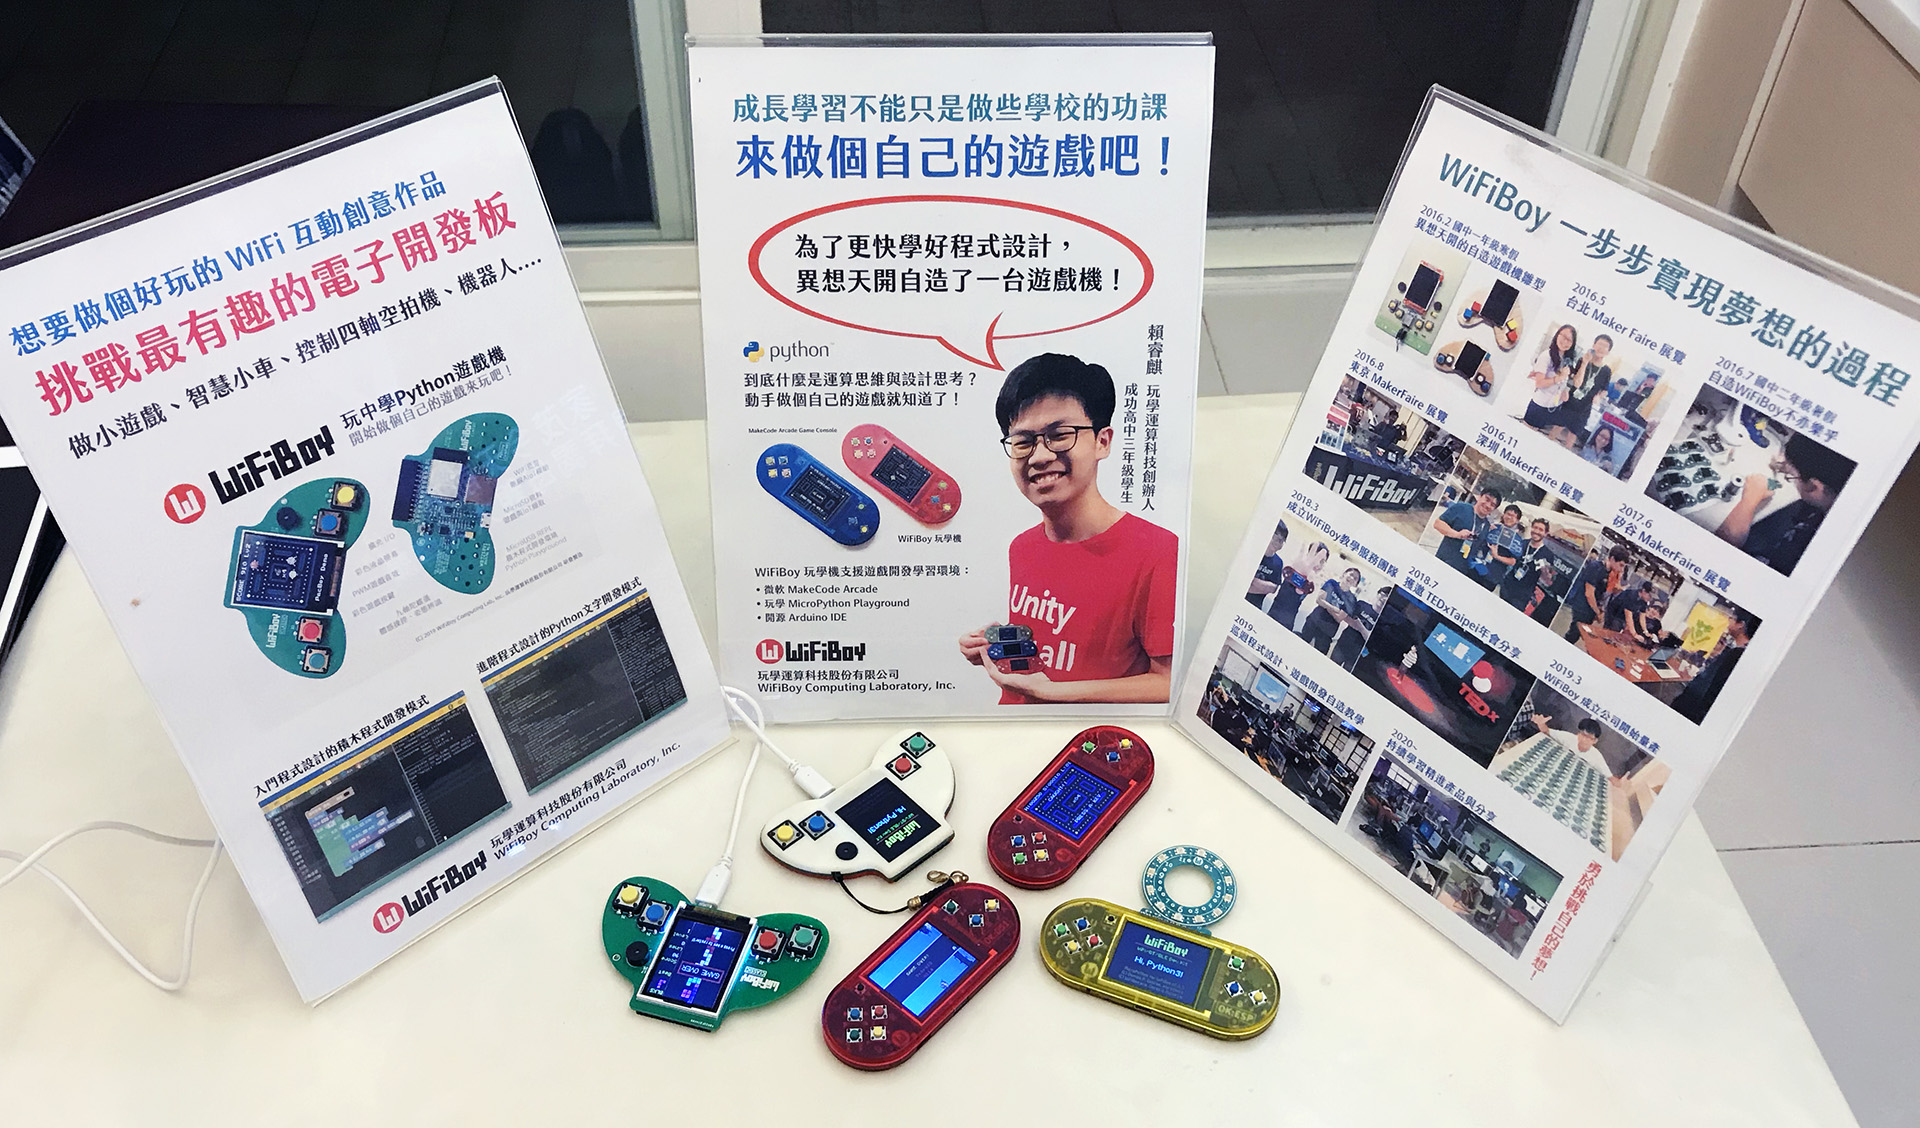 想要做個好玩的 WiFi 互動創意作品
挑戰最有趣的電子開發板
做小遊戲、智慧小車、控制四軸空拍機、機器人....
WiFiBoy
玩中學Python遊戲機
開始做個自己的遊戲來玩吧！
入門程式設計的積木程式開發模式
進階程式設計的Python文字開發模式
WiFiBoy
玩學運算科技股份有限公司
WiFiBoy Computing Laboratory, Inc.
成長學習不能只是做些學校的功課
來做個自己的遊戲吧！
為了更快學好程式設計，
異想天開自造了一台遊戲機！
python
到底什麼是運算思維與設計思考？
動手做個自己的遊戲就知道了！
MakeCode Arcade Game Console
WiFiBoy 玩學機
賴睿麒 玩學運算科技創辦人
成功高中二年級學生
WiFiBoy 玩學機支援遊戲開發學習環境：
• 微軟 MakeCode Arcade
• 玩學 MicroPython Playground
• 開源 Arduino IDE
Unity
all
WiFiBoy
玩學運算科技股份有限公司
WiFiBoy Computing Laboratory, Inc.
WiFiBoy 一步步實現夢想的過程
2016.2 國中一年級寒假
異想天開的自造遊戲機雛型
2016.5
台北 Maker Faire 展覽
2016.7 國中二年級暑假
自造WiFiBoy不亦樂乎
2016.8
東京 MakerFaire 展覽
2016.11
深圳 MakerFaire 展覽
2017.6
矽谷 MakerFaire 展覽
WiFiBoy
2018.3
成立WiFiBoy教學服務團隊
2018.7
獲邀 TEDxTaipei年會分享
TEDx
2019.3
WiFiBoy 成立公司開始量產
2019~
巡迴程式設計、遊戲開發自造教學
2020~
持續學習精進產品與分享
勇於挑戰自己的夢想！
GAME OVER
WiFiBoy
Hi, Python3!
WiFiBoy
Hi, Python3!
OK:ESP